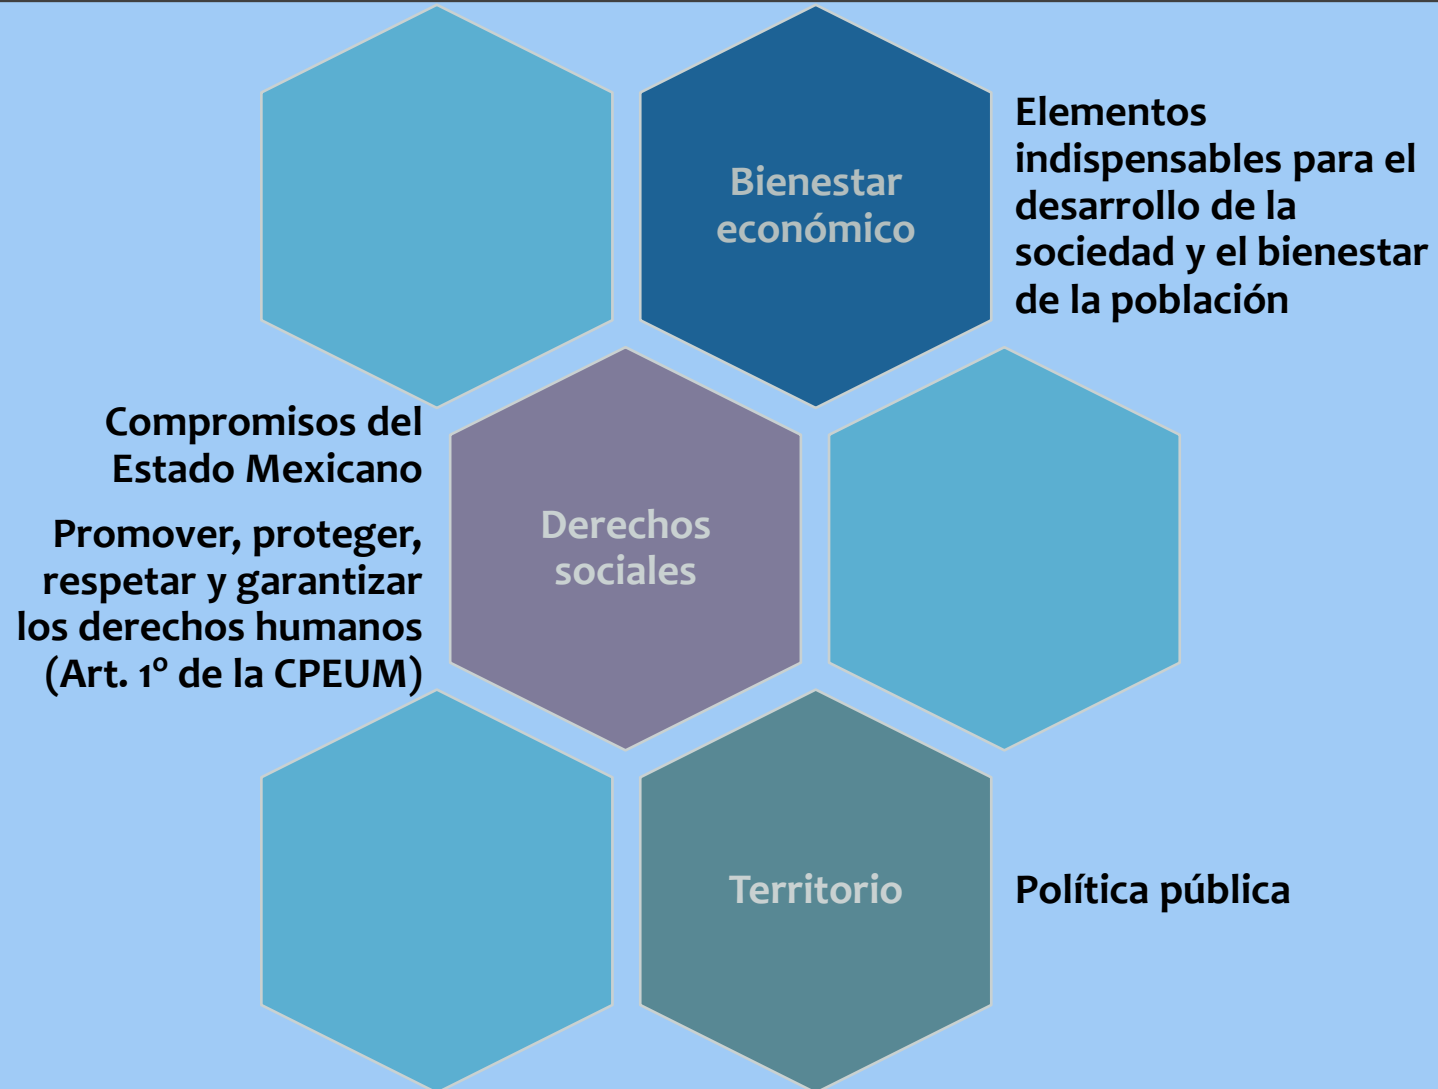 Bienestar
económico
Elementos
indispensables para el
desarrollo de la
sociedad y el bienestar
de la población
Compromisos del
Estado Mexicano
Promover, proteger,
respetar y garantizar
los derechos humanos
(Art. 1º de la CPEUM)
Derechos
sociales
Territorio
Política pública